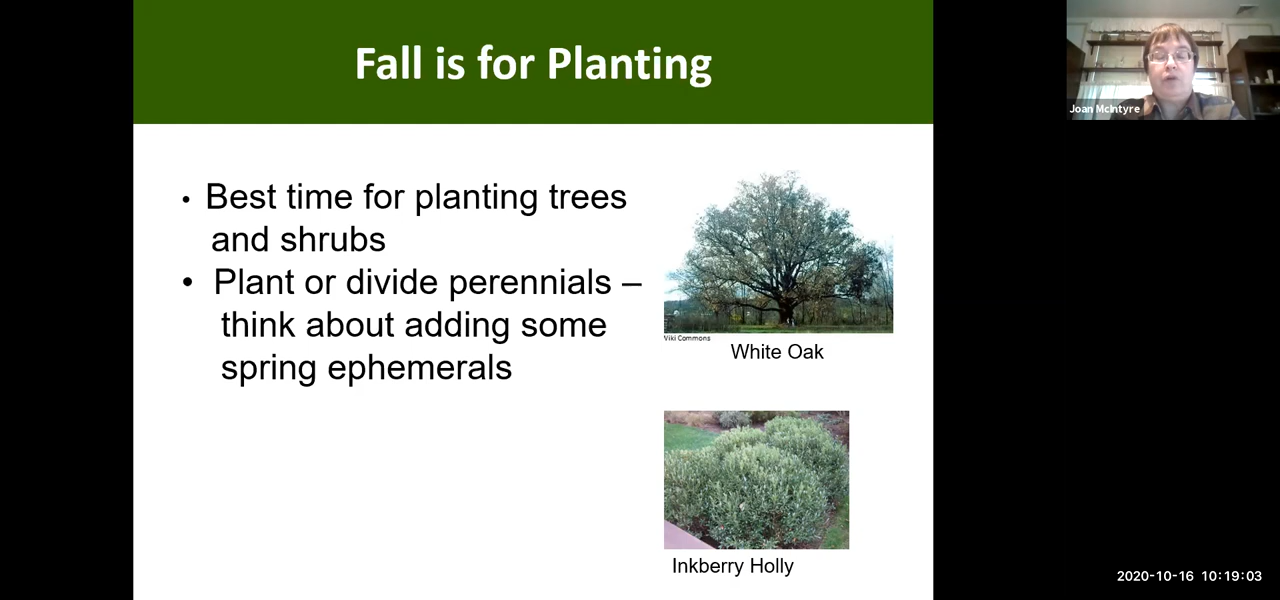 Fall is for Planting
Joan McIntyre
• Best time for planting trees
and shrubs
• Plant or divide perennials –
think about adding some
spring ephemerals
Viki Commons
White Oak
Inkberry Holly
2020-10-16 10:19:03